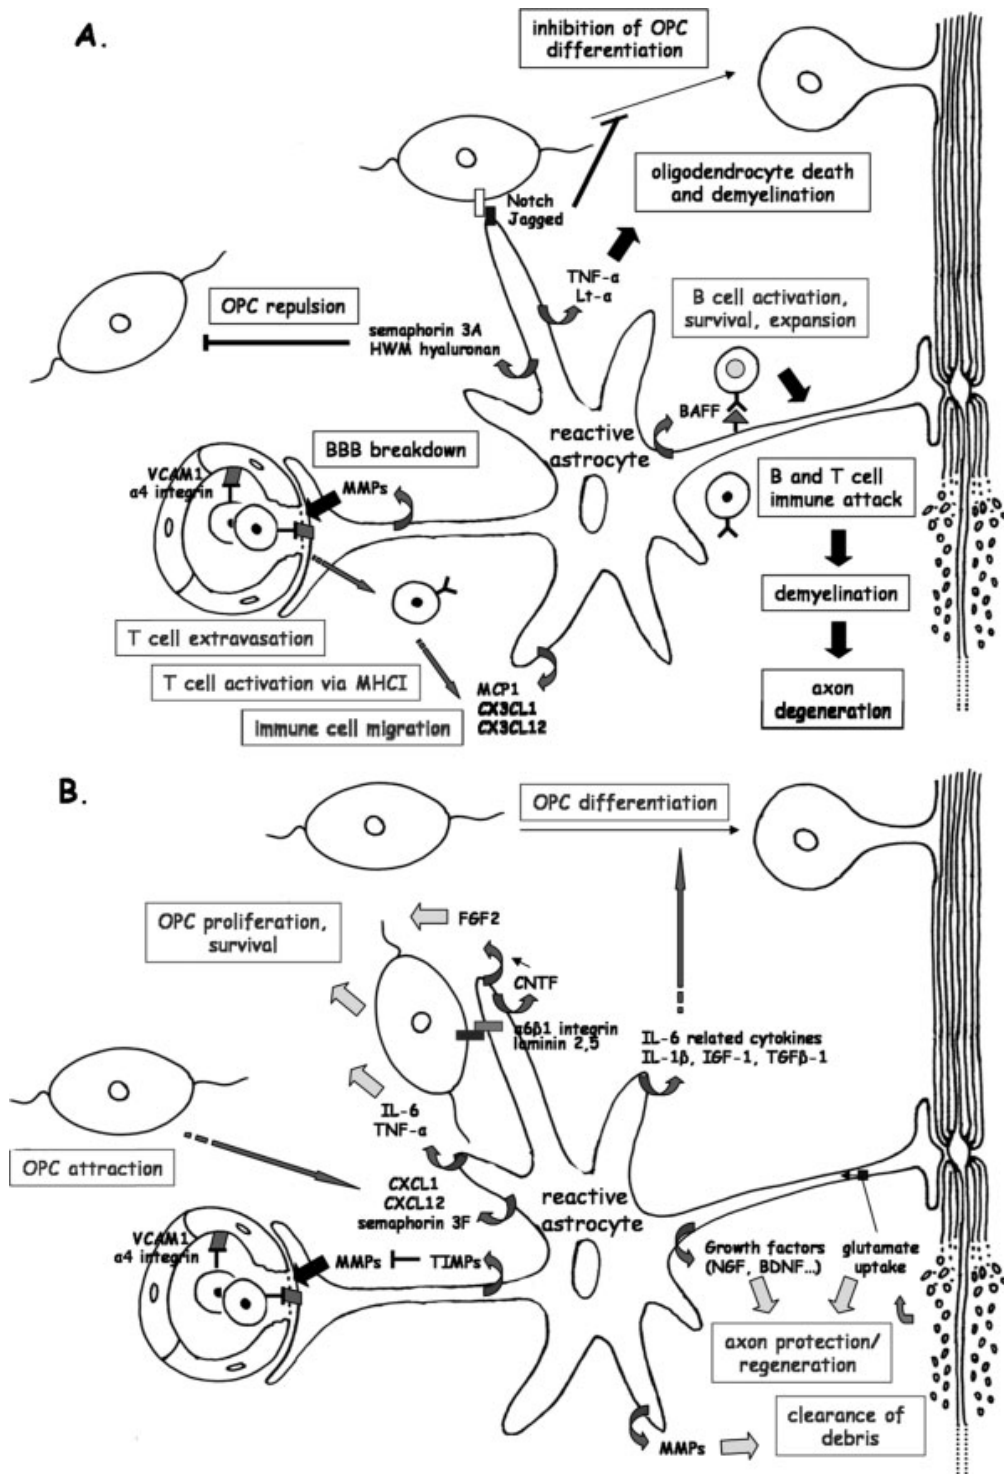 A.
inhibition of OPC
differentiation
Notch
Jagged
oligodendrocyte death
and demyelination
TNF-α
Lt-α
OPC repulsion
semaphorin 3A
HWM hyaluronan
B cell activation,
survival, expansion
BAFF
reactive
astrocyte
BBB breakdown
VCAM1
α4 integrin
MMPs
B and T cell
immune attack
demyelination
T cell extravasation
T cell activation via MHCI
immune cell migration
MCP1
CX3CL1
CX3CL12
axon
degeneration
B.
OPC differentiation
OPC proliferation,
survival
FGF2
CNTF
α6β1 integrin
laminin 2,5
IL-6 related cytokines
IL-1β, IGF-1, TGFβ-1
IL-6
TNF-α
OPC attraction
CXCL1
CXCL12
semaphorin 3F
reactive
astrocyte
VCAM1
α4 integrin
MMPs
TIMPs
Growth factors
(NGF, BDNF...)
glutamate
uptake
axon protection/
regeneration
clearance of
debris
MMPs